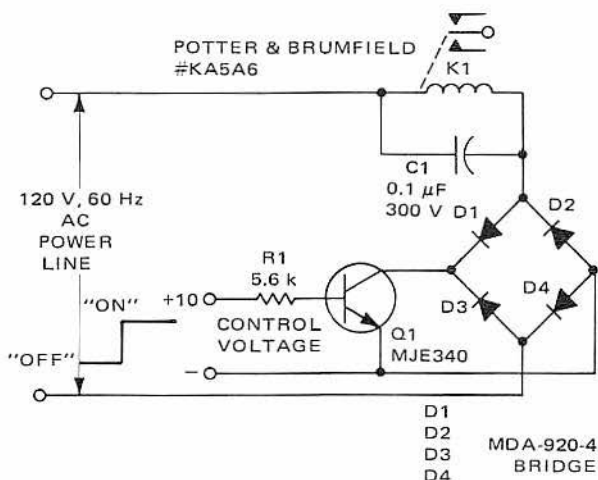 POTTER & BRUMFIELD
#KA5A6
K1
C1
0.1 µF
300 V
D1
D2
120 V, 60 Hz
AC
POWER
LINE
R1
5.6 k
"ON"
+10
D3
D4
CONTROL
VOLTAGE
Q1
MJE340
"OFF"
−
D1
D2
D3
D4
MDA-920-4
BRIDGE